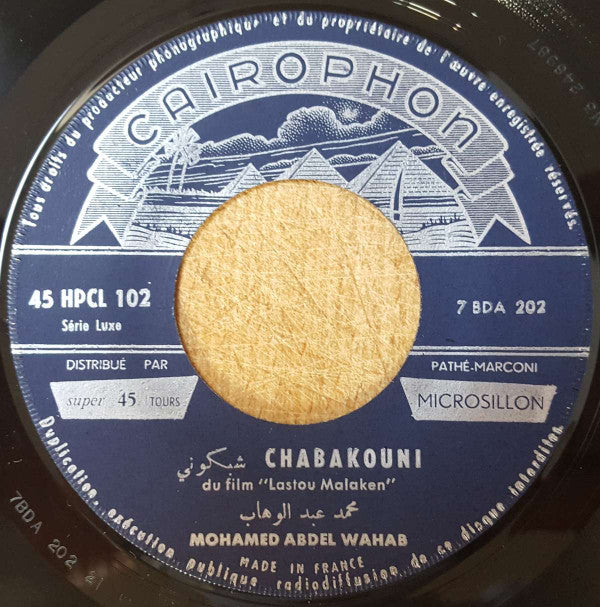 Tous droits du producteur phonographique et du propriétaire de l'œuvre enregistrée réservés.
CAIROPHON
45 HPCL 102
Série Luxe
7 BDA 202
DISTRIBUÉ PAR
PATHÉ-MARCONI
super 45 TOURS
MICROSILLON
شبكوني CHABAKOUNI
du film "Lastou Malaken"
محمد عبد الوهاب
MOHAMED ABDEL WAHAB
MADE IN FRANCE
Duplication, exécution publique radiodiffusion de ce disque interdites.
7BDA 202 21